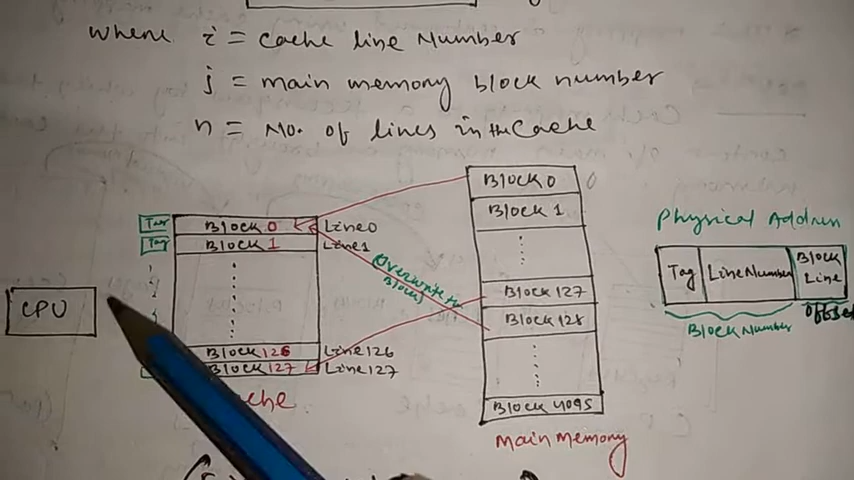 where i = cache line Number
j = main memory block number
n = No. of lines in the Cache
Block 0
Block 1
Block 127
Block 128
Block 4095
main memory
Tag
Block 0
Line 0
Tag
Block 1
Line 1
Block 126
Line 126
Block 127
Line 127
CPU
Physical Address
Tag
Line Number
Block
Line
Block Number